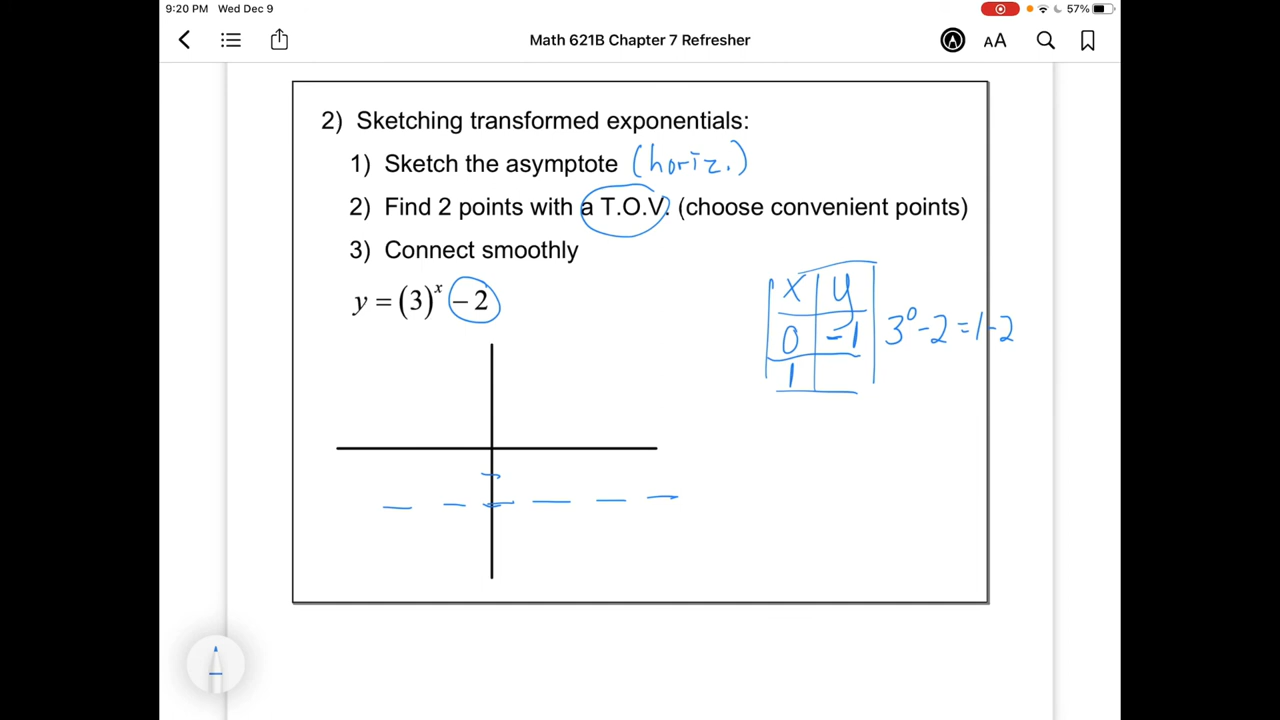 9:20 PM Wed Dec 9
57%
Math 621B Chapter 7 Refresher
AA
2) Sketching transformed exponentials:
1) Sketch the asymptote (horiz.)
2) Find 2 points with a T.O.V. (choose convenient points)
3) Connect smoothly
y = (3)^x – 2
x y
0 -1 3^0 - 2 = 1 - 2
1